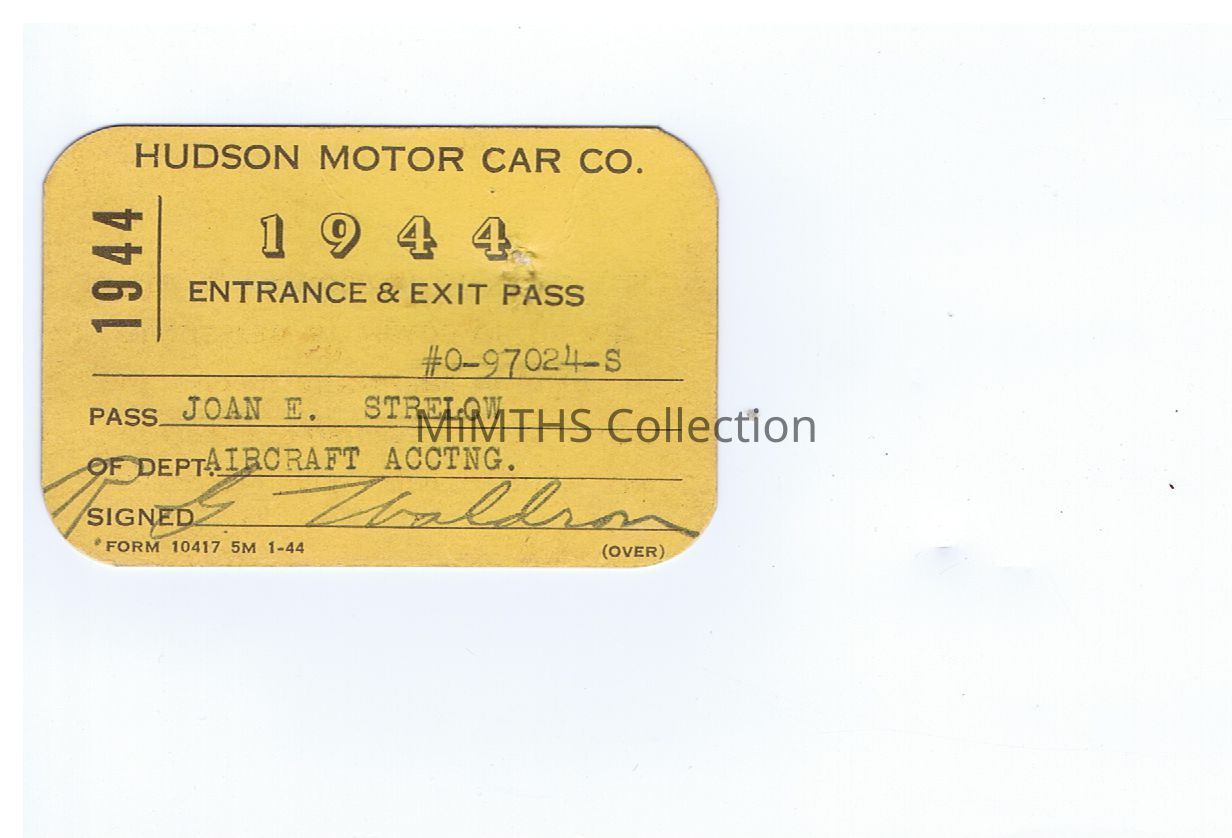 HUDSON MOTOR CAR CO.
1944
1944
ENTRANCE & EXIT PASS
#0-97024-S
PASS JOAN E. STRELOW
OF DEPT. AIRCRAFT ACCTNG.
SIGNED R G Waldron
FORM 10417 5M 1-44 (OVER)
MiMTHS Collection